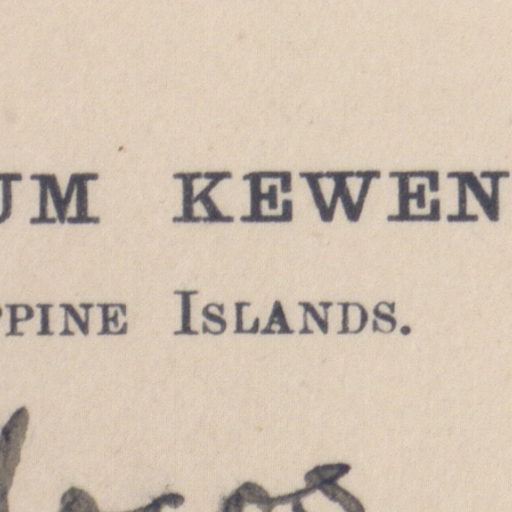 UM KEWEN
PPINE ISLANDS.